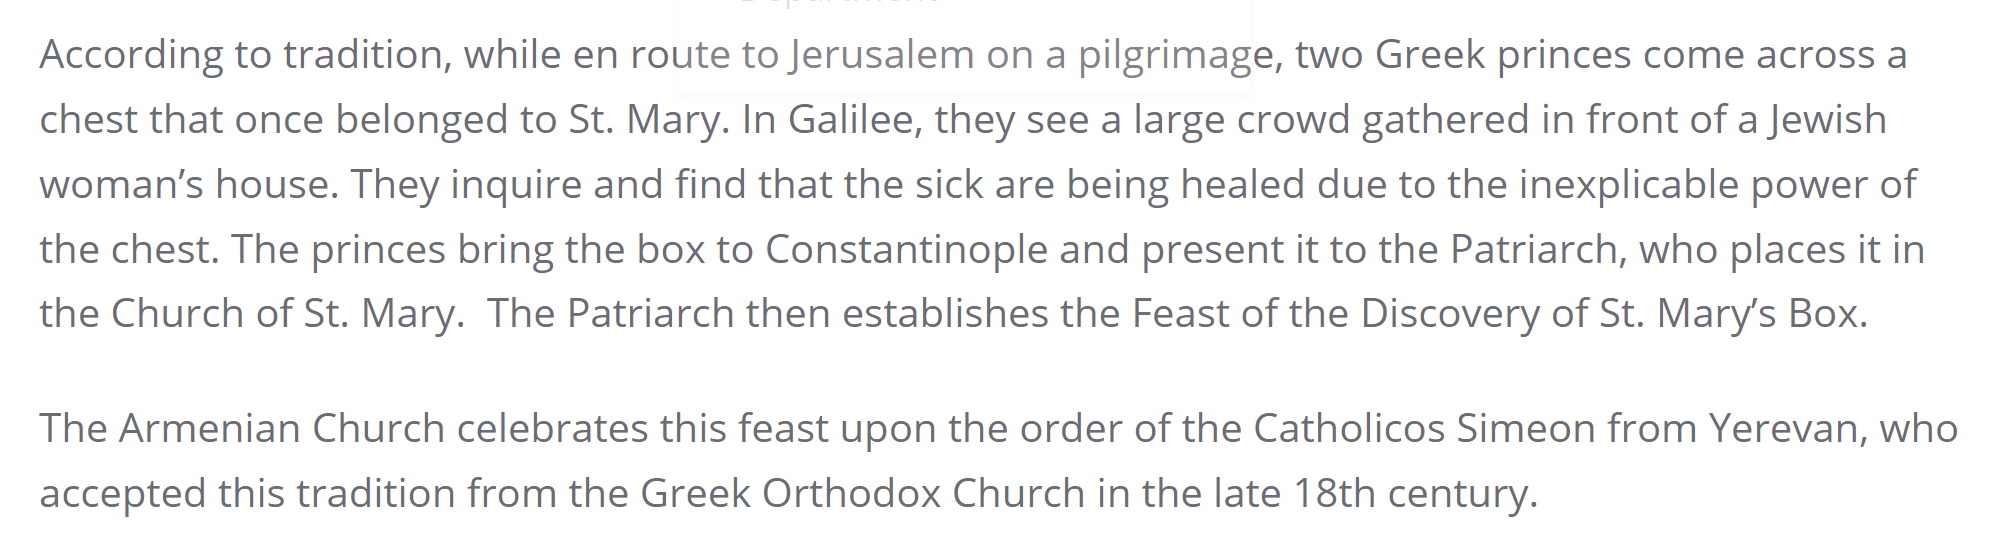 According to tradition, while en route to Jerusalem on a pilgrimage, two Greek princes come across a
chest that once belonged to St. Mary. In Galilee, they see a large crowd gathered in front of a Jewish
woman’s house. They inquire and find that the sick are being healed due to the inexplicable power of
the chest. The princes bring the box to Constantinople and present it to the Patriarch, who places it in
the Church of St. Mary.  The Patriarch then establishes the Feast of the Discovery of St. Mary’s Box.
The Armenian Church celebrates this feast upon the order of the Catholicos Simeon from Yerevan, who
accepted this tradition from the Greek Orthodox Church in the late 18th century.